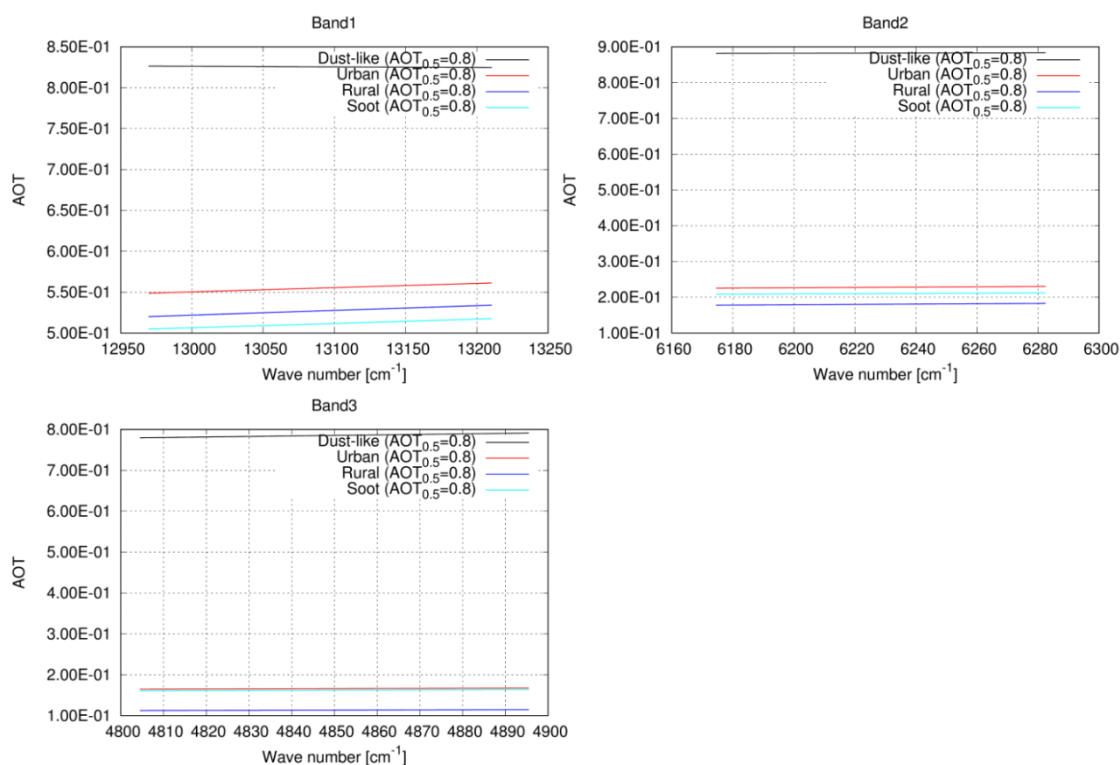 Band1
8.50E-01
8.00E-01
7.50E-01
7.00E-01
6.50E-01
6.00E-01
5.50E-01
5.00E-01
AOT
Dust-like (AOT0.5=0.8)
Urban (AOT0.5=0.8)
Rural (AOT0.5=0.8)
Soot (AOT0.5=0.8)
12950 13000 13050 13100 13150 13200 13250
Wave number [cm-1]
Band2
9.00E-01
8.00E-01
7.00E-01
6.00E-01
5.00E-01
4.00E-01
3.00E-01
2.00E-01
1.00E-01
AOT
Dust-like (AOT0.5=0.8)
Urban (AOT0.5=0.8)
Rural (AOT0.5=0.8)
Soot (AOT0.5=0.8)
6160 6180 6200 6220 6240 6260 6280 6300
Wave number [cm-1]
Band3
8.00E-01
7.00E-01
6.00E-01
5.00E-01
4.00E-01
3.00E-01
2.00E-01
1.00E-01
AOT
Dust-like (AOT0.5=0.8)
Urban (AOT0.5=0.8)
Rural (AOT0.5=0.8)
Soot (AOT0.5=0.8)
4800 4810 4820 4830 4840 4850 4860 4870 4880 4890 4900
Wave number [cm-1]